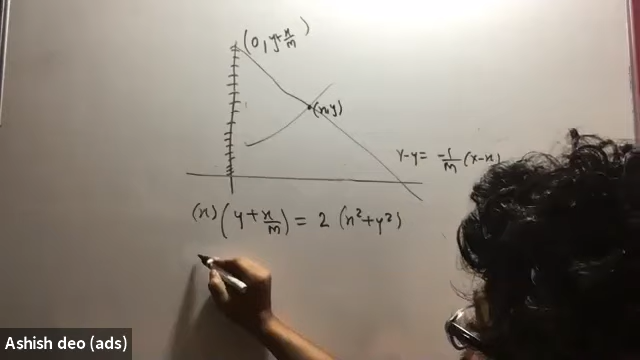 (0, y+x/m)
(x,y)
Y-y = -1/m (X-x)
(x) (y+x/m) = 2 (x²+y²)
Ashish deo (ads)